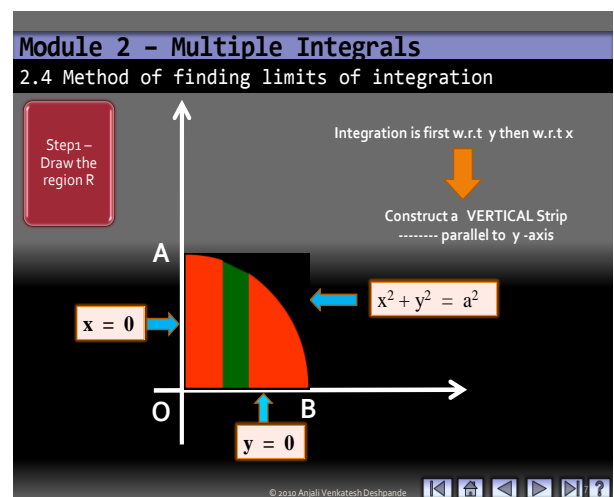 Module 2 – Multiple Integrals
2.4 Method of finding limits of integration
Step1 –
Draw the
region R
Integration is first w.r.t y then w.r.t x
Construct a VERTICAL Strip
-------- parallel to y -axis
A
x² + y² = a²
x = 0
O
B
y = 0
© 2010 Anjali Venkatesh Deshpande
7
?